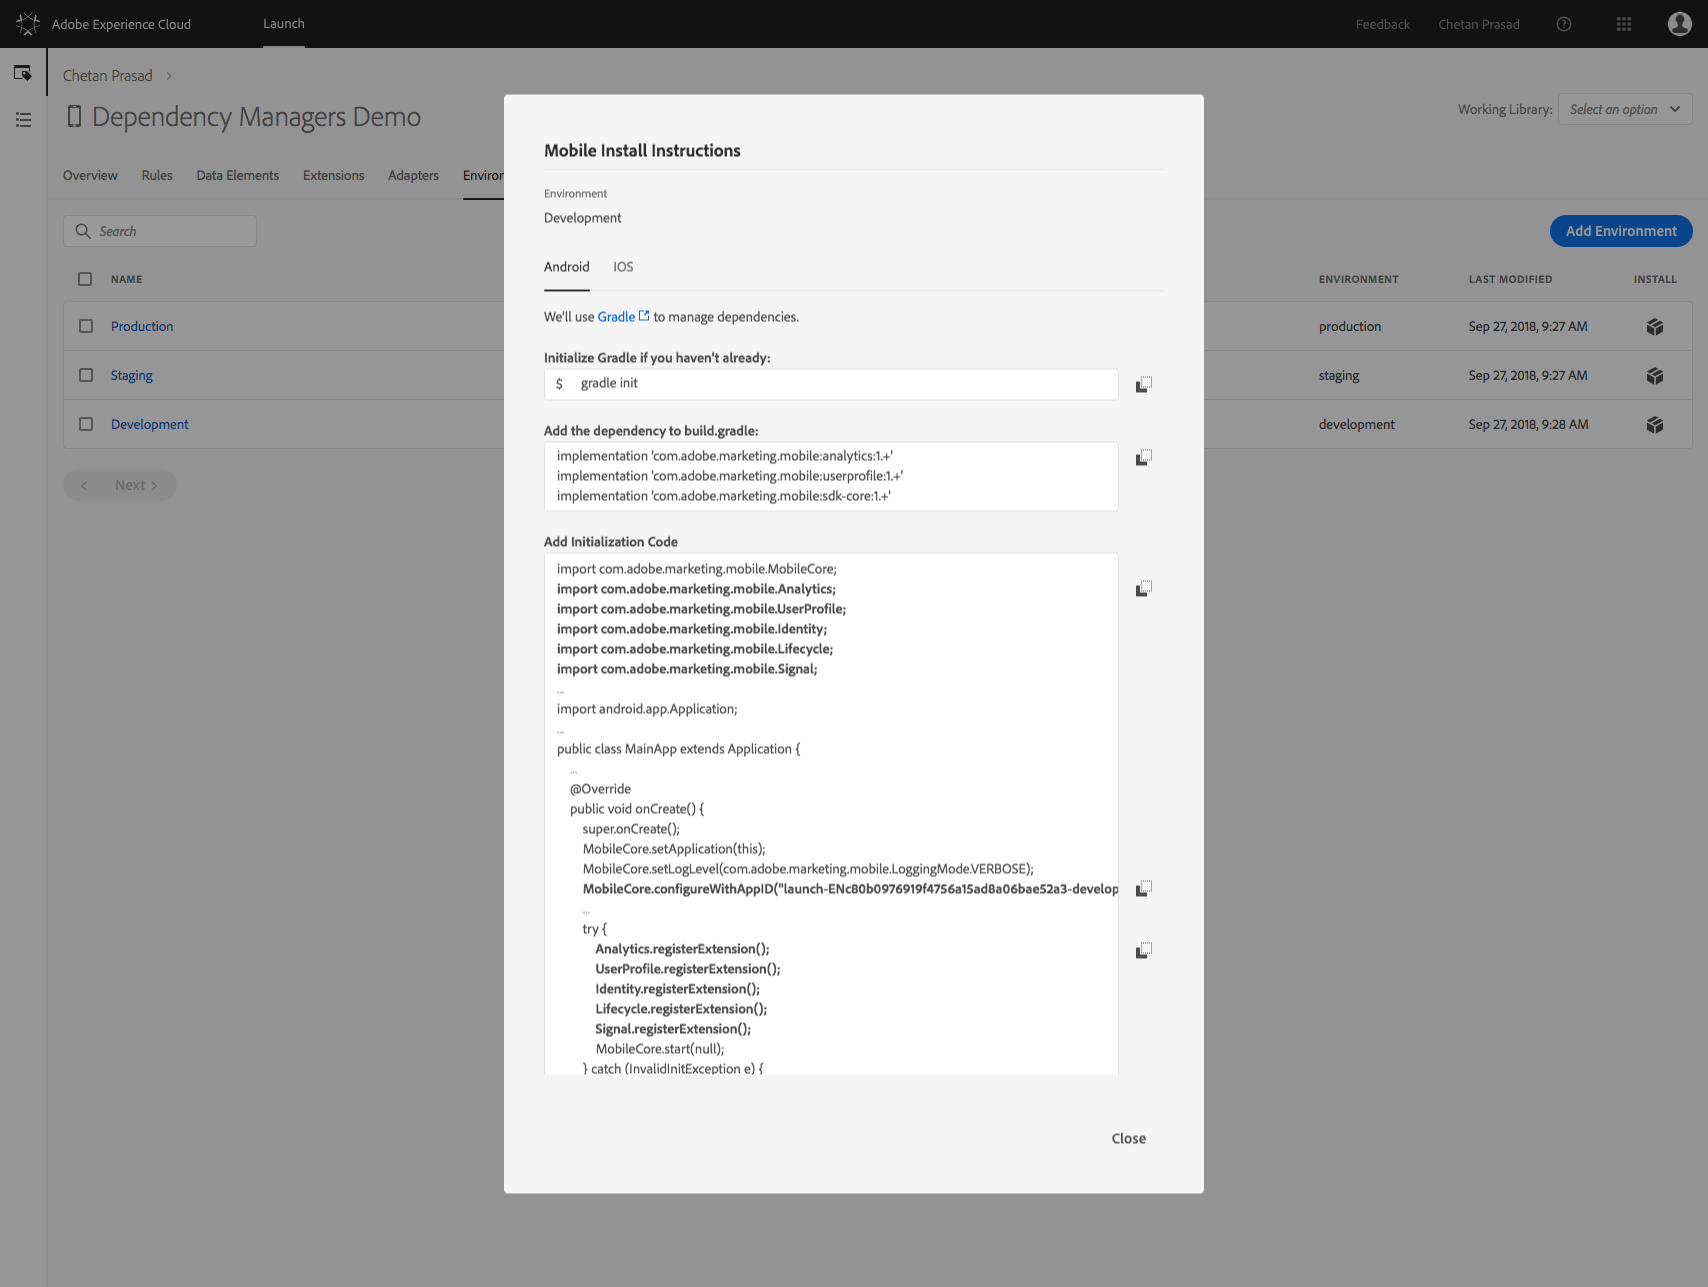 Adobe Experience Cloud
Launch
Feedback
Chetan Prasad
Chetan Prasad
Dependency Managers Demo
Working Library:
Select an option
Overview
Rules
Data Elements
Extensions
Adapters
Environ
Search
Add Environment
NAME
ENVIRONMENT
LAST MODIFIED
INSTALL
Production
production
Sep 27, 2018, 9:27 AM
Staging
staging
Sep 27, 2018, 9:27 AM
Development
development
Sep 27, 2018, 9:28 AM
Next
Mobile Install Instructions
Environment
Development
Android
IOS
We'll use Gradle to manage dependencies.
Initialize Gradle if you haven't already:
$ gradle init
Add the dependency to build.gradle:
implementation 'com.adobe.marketing.mobile:analytics:1.+'
implementation 'com.adobe.marketing.mobile:userprofile:1.+'
implementation 'com.adobe.marketing.mobile:sdk-core:1.+'
Add Initialization Code
import com.adobe.marketing.mobile.MobileCore;
import com.adobe.marketing.mobile.Analytics;
import com.adobe.marketing.mobile.UserProfile;
import com.adobe.marketing.mobile.Identity;
import com.adobe.marketing.mobile.Lifecycle;
import com.adobe.marketing.mobile.Signal;
...
import android.app.Application;
...
public class MainApp extends Application {
...
@Override
public void onCreate() {
super.onCreate();
MobileCore.setApplication(this);
MobileCore.setLogLevel(com.adobe.marketing.mobile.LoggingMode.VERBOSE);
MobileCore.configureWithAppID("launch-ENc80b0976919f4756a15ad8a06bae52a3-develop
...
try {
Analytics.registerExtension();
UserProfile.registerExtension();
Identity.registerExtension();
Lifecycle.registerExtension();
Signal.registerExtension();
MobileCore.start(null);
} catch (InvalidInitException e) {
Close